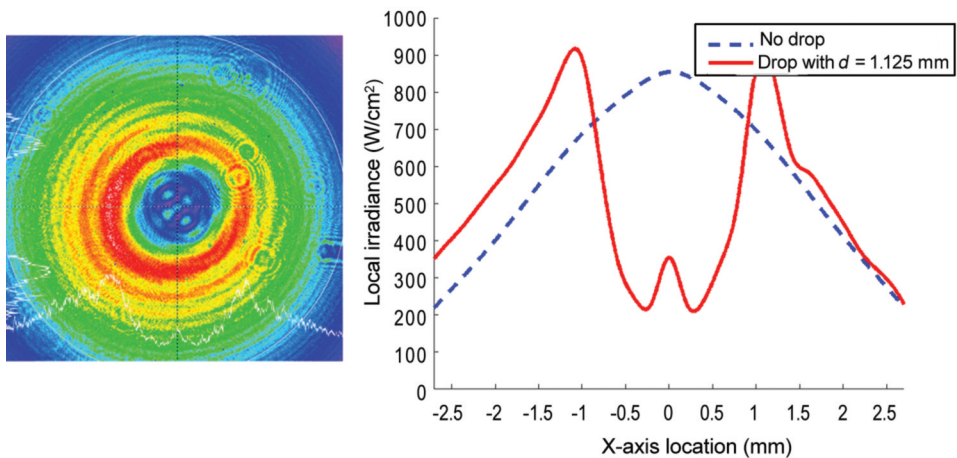 1000
900
800
700
600
500
400
300
200
100
0
Local irradiance (W/cm²)
No drop
Drop with d = 1.125 mm
-2.5 -2 -1.5 -1 -0.5 0 0.5 1 1.5 2 2.5
X-axis location (mm)